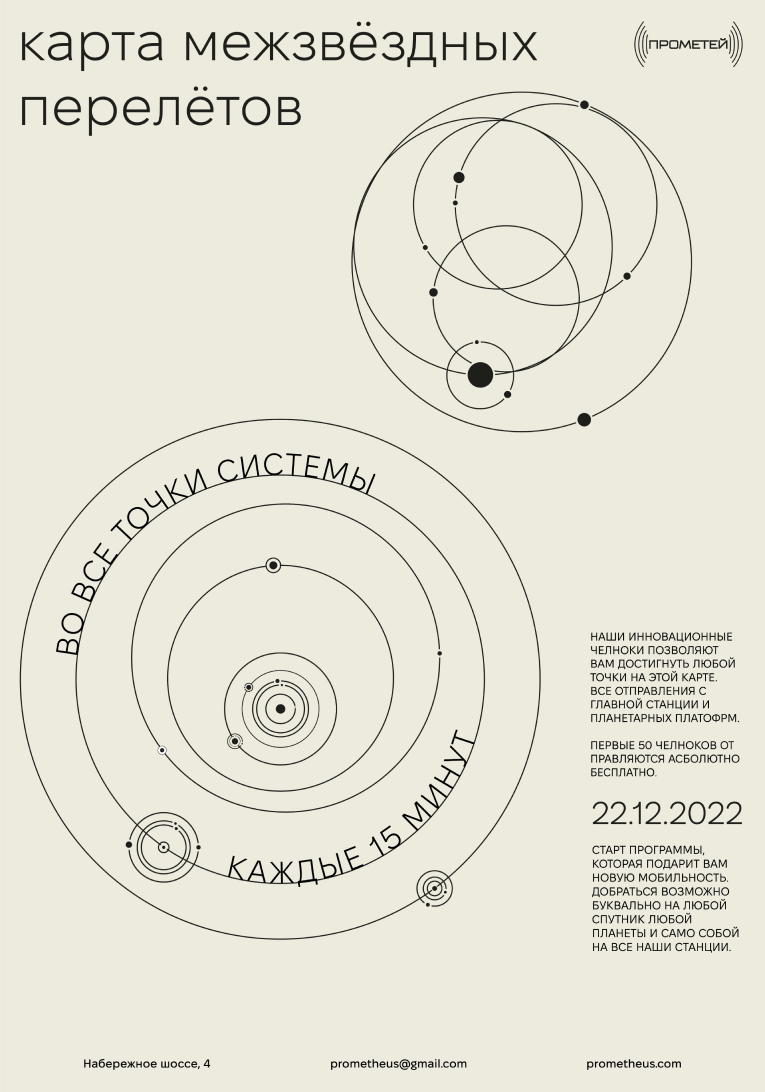 карта межзвёздных
перелётов
ПРОМЕТЕЙ
ВО ВСЕ ТОЧКИ СИСТЕМЫ
КАЖДЫЕ 15 МИНУТ
НАШИ ИННОВАЦИОННЫЕ
ЧЕЛНОКИ ПОЗВОЛЯЮТ
ВАМ ДОСТИГНУТЬ ЛЮБОЙ
ТОЧКИ НА ЭТОЙ КАРТЕ.
ВСЕ ОТПРАВЛЕНИЯ С
ГЛАВНОЙ СТАНЦИИ И
ПЛАНЕТАРНЫХ ПЛАТОФРМ.
ПЕРВЫЕ 50 ЧЕЛНОКОВ ОТ
ПРАВЛЯЮТСЯ АСБОЛЮТНО
БЕСПЛАТНО.
22.12.2022
СТАРТ ПРОГРАММЫ,
КОТОРАЯ ПОДАРИТ ВАМ
НОВУЮ МОБИЛЬНОСТЬ.
ДОБРАТЬСЯ ВОЗМОЖНО
БУКВАЛЬНО НА ЛЮБОЙ
СПУТНИК ЛЮБОЙ
ПЛАНЕТЫ И САМО СОБОЙ
НА ВСЕ НАШИ СТАНЦИИ.
Набережное шоссе, 4
prometheus@gmail.com
prometheus.com